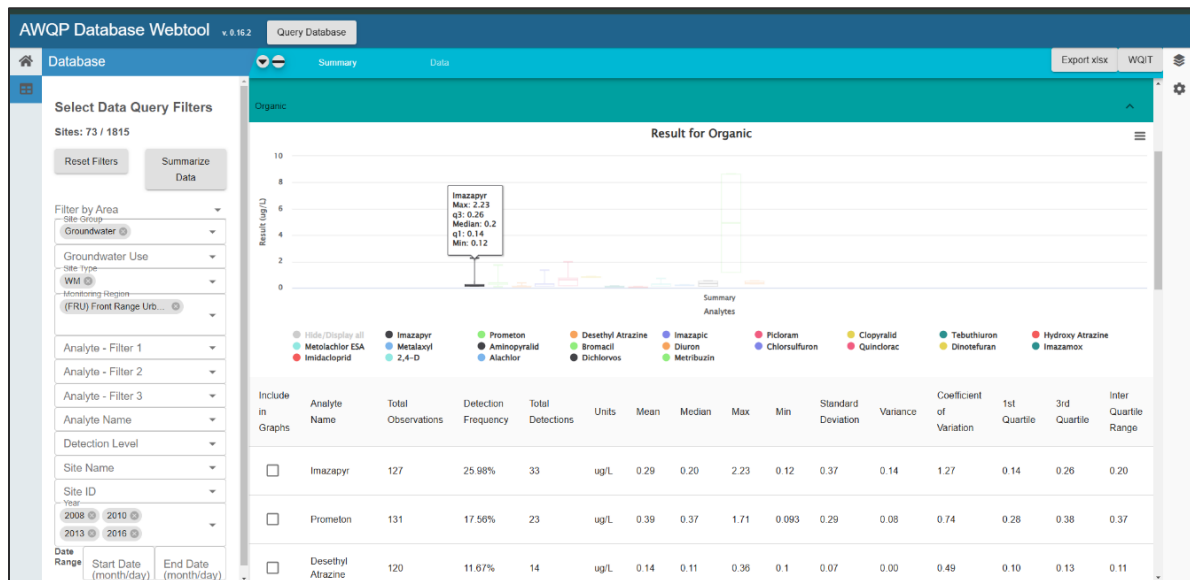 AWQP Database Webtool v. 0.16.2 Query Database
Database Summary Data Export xlsx WQIT
Select Data Query Filters
Sites: 73 / 1815
Reset Filters Summarize Data
Filter by Area
Site Group
Groundwater
Groundwater Use
Site Type
WM
Monitoring Region
(FRU) Front Range Urb...
Analyte - Filter 1
Analyte - Filter 2
Analyte - Filter 3
Analyte Name
Detection Level
Site Name
Site ID
Year
2008 2010
2013 2016
Date Range Start Date (month/day) End Date (month/day)
Organic
Result for Organic
Result (ug/L)
10
8
6
4
2
0
Imazapyr
Max: 2.23
q3: 0.26
Median: 0.2
q1: 0.14
Min: 0.12
Summary
Analytes
Hide/Display all Imazapyr Prometon Desethyl Atrazine Imazapic Picloram Clopyralid Tebuthiuron Hydroxy Atrazine
Metolachlor ESA Metalaxyl Aminopyralid Bromacil Diuron Chlorsulfuron Quinclorac Dinotefuran Imazamox
Imidacloprid 2,4-D Alachlor Dichlorvos Metribuzin
Include in Graphs Analyte Name Total Observations Detection Frequency Total Detections Units Mean Median Max Min Standard Deviation Variance Coefficient of Variation 1st Quartile 3rd Quartile Inter Quartile Range
Imazapyr 127 25.98% 33 ug/L 0.29 0.20 2.23 0.12 0.37 0.14 1.27 0.14 0.26 0.20
Prometon 131 17.56% 23 ug/L 0.39 0.37 1.71 0.093 0.29 0.08 0.74 0.28 0.38 0.37
Desethyl Atrazine 120 11.67% 14 ug/L 0.14 0.11 0.36 0.1 0.07 0.00 0.49 0.10 0.13 0.11